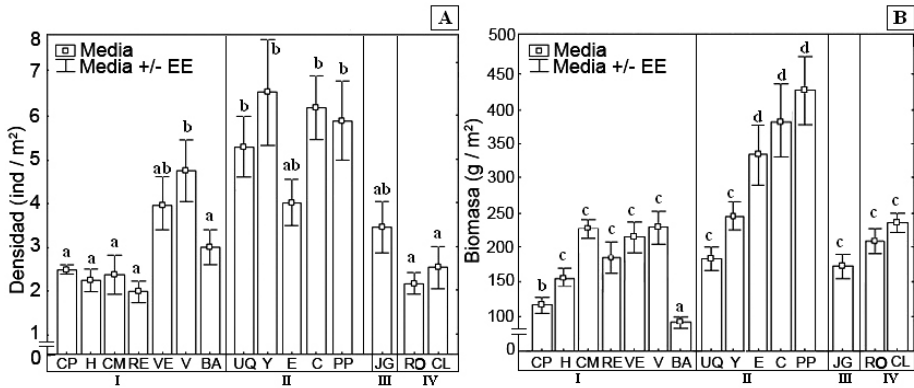 A
Densidad (ind / m²)
8
7
6
5
4
3
2
1
0
Media
Media +/- EE
a a a a ab b a b b ab b b ab a a
CP H CM RE VE V BA UQ Y E C PP JG RO CL
I II III IV
B
Biomasa (g / m²)
500
450
400
350
300
250
200
150
100
0
Media
Media +/- EE
b c c c c c a c c d d d c c c
CP H CM RE VE V BA UQ Y E C PP JG RO CL
I II III IV